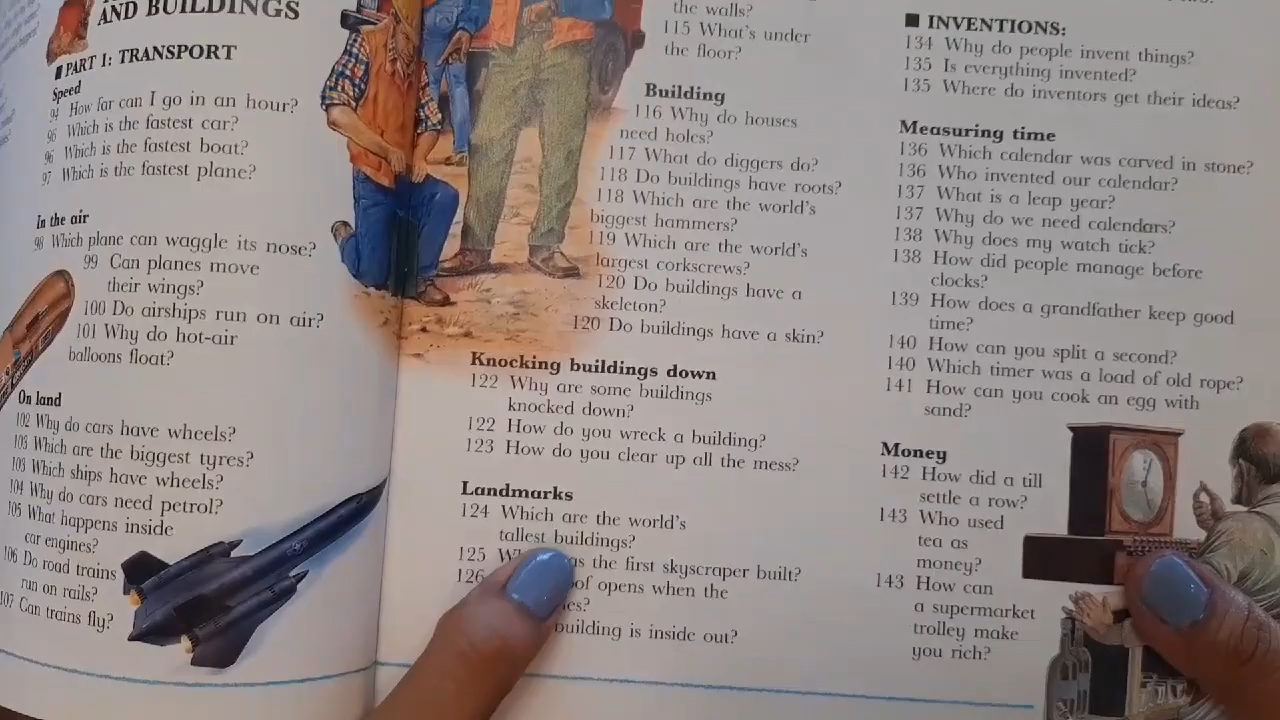 AND BUILDINGS
■ PART 1: TRANSPORT
Speed
94 How far can I go in an hour?
96 Which is the fastest car?
96 Which is the fastest boat?
97 Which is the fastest plane?
In the air
98 Which plane can waggle its nose?
99 Can planes move
their wings?
100 Do airships run on air?
101 Why do hot-air
balloons float?
On land
102 Why do cars have wheels?
103 Which are the biggest tyres?
103 Which ships have wheels?
104 Why do cars need petrol?
105 What happens inside
car engines?
106 Do road trains
run on rails?
107 Can trains fly?
the walls?
115 What's under
the floor?
Building
116 Why do houses
need holes?
117 What do diggers do?
118 Do buildings have roots?
118 Which are the world's
biggest hammers?
119 Which are the world's
largest corkscrews?
120 Do buildings have a
skeleton?
120 Do buildings have a skin?
Knocking buildings down
122 Why are some buildings
knocked down?
122 How do you wreck a building?
123 How do you clear up all the mess?
Landmarks
124 Which are the world's
tallest buildings?
125 the first skyscraper built?
126 opens when the
building is inside out?
■ INVENTIONS:
134 Why do people invent things?
135 Is everything invented?
135 Where do inventors get their ideas?
Measuring time
136 Which calendar was carved in stone?
136 Who invented our calendar?
137 What is a leap year?
137 Why do we need calendars?
138 Why does my watch tick?
138 How did people manage before
clocks?
139 How does a grandfather keep good
time?
140 How can you split a second?
140 Which timer was a load of old rope?
141 How can you cook an egg with
sand?
Money
142 How did a till
settle a row?
143 Who used
tea as
money?
143 How can
a supermarket
trolley make
you rich?